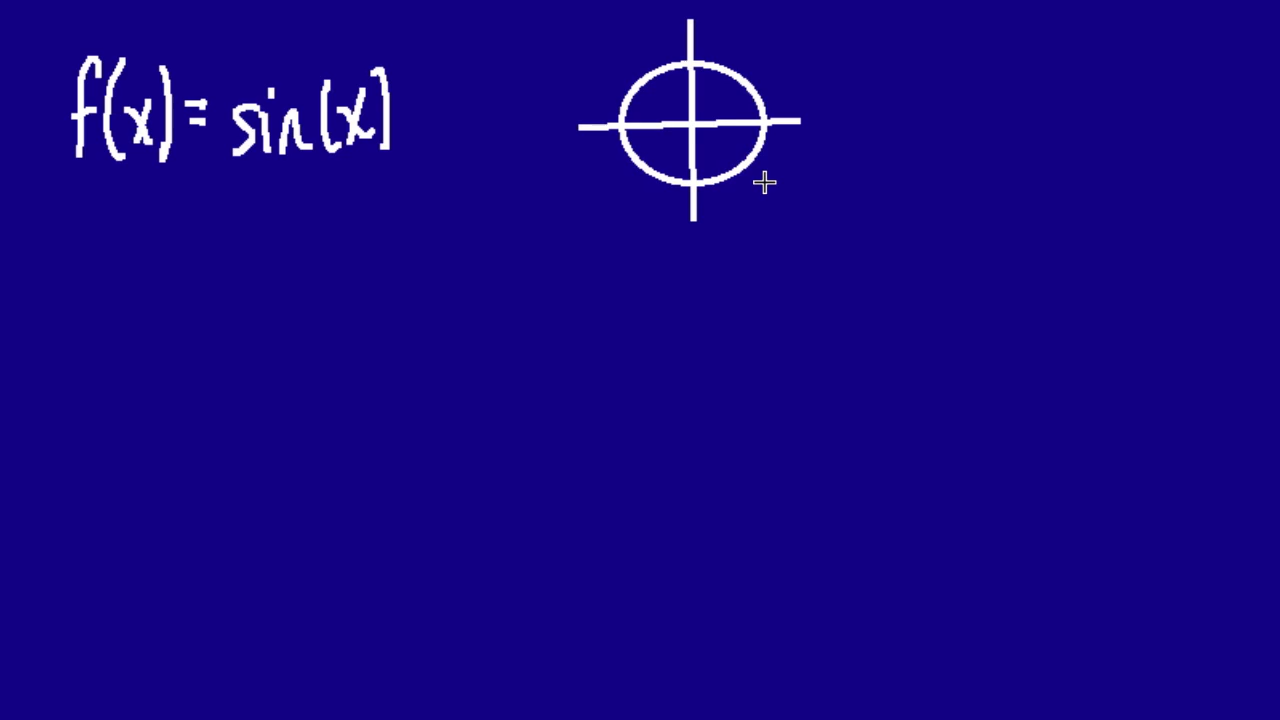 f(x) = sin(x)